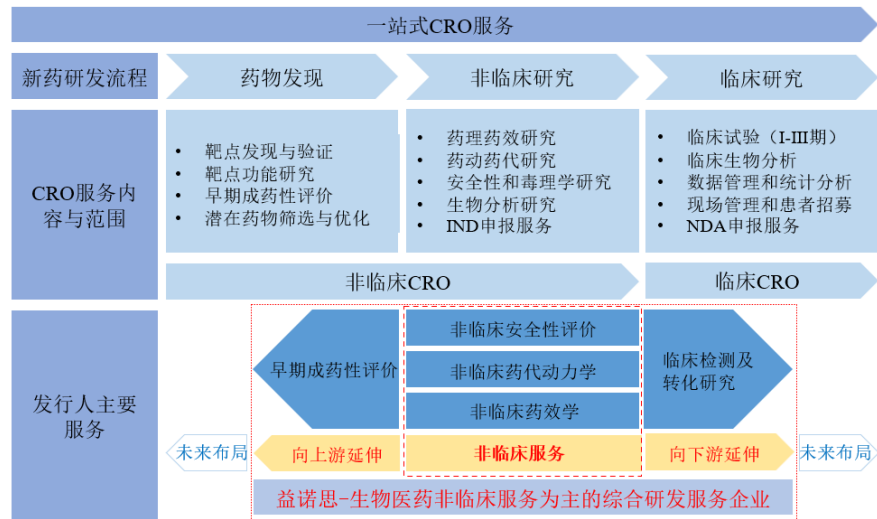 一站式CRO服务
新药研发流程
药物发现
非临床研究
临床研究
CRO服务内
容与范围
• 靶点发现与验证
• 靶点功能研究
• 早期成药性评价
• 潜在药物筛选与优化
• 药理药效研究
• 药动药代研究
• 安全性和毒理学研究
• 生物分析研究
• IND申报服务
• 临床试验（I-III期）
• 临床生物分析
• 数据管理和统计分析
• 现场管理和患者招募
• NDA申报服务
非临床CRO
临床CRO
发行人主要
服务
早期成药性评价
非临床安全性评价
非临床药代动力学
非临床药效学
临床检测及
转化研究
未来布局
向上游延伸
非临床服务
向下游延伸
未来布局
益诺思-生物医药非临床服务为主的综合研发服务企业